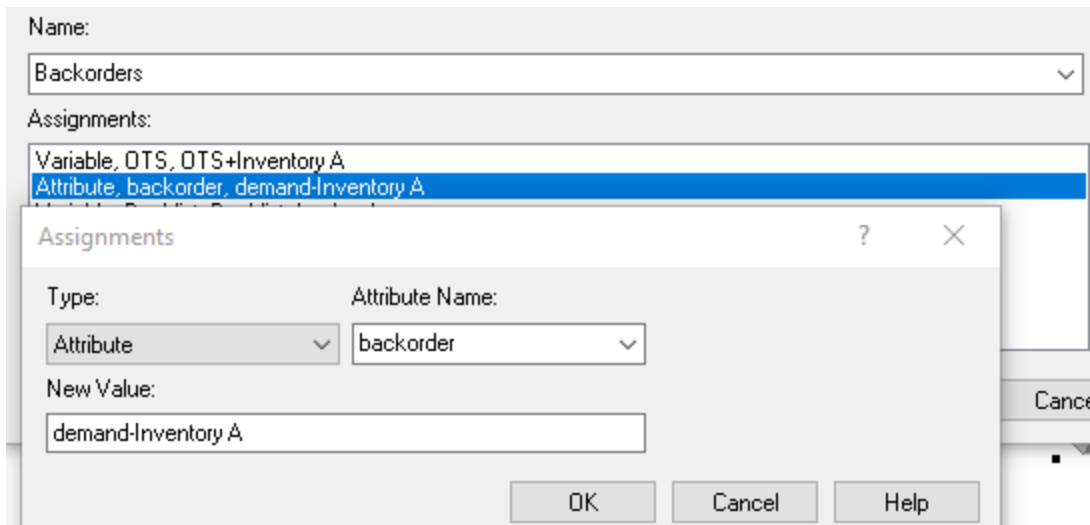 Name:
Backorders
Assignments:
Variable, OTS, OTS+Inventory A
Attribute, backorder, demand-Inventory A
Assignments ? ×
Type: Attribute Name:
Attribute backorder
New Value:
demand-Inventory A
Cance
OK Cancel Help